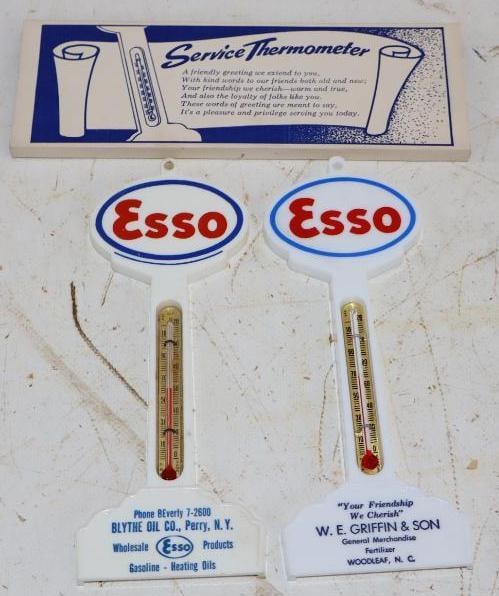 Service Thermometer
A friendly greeting we extend to you,
With kind words to our friends both old and new;
Your friendship we cherish—warm and true,
And also the loyalty of folks like you.
These words of greeting are meant to say,
It's a pleasure and privilege serving you today.
Esso
Phone BEverly 7-2600
BLYTHE OIL CO., Perry, N. Y.
Wholesale Esso Products
Gasoline - Heating Oils
Esso
"Your Friendship
We Cherish"
W. E. GRIFFIN & SON
General Merchandise
Fertilizer
WOODLEAF, N. C.